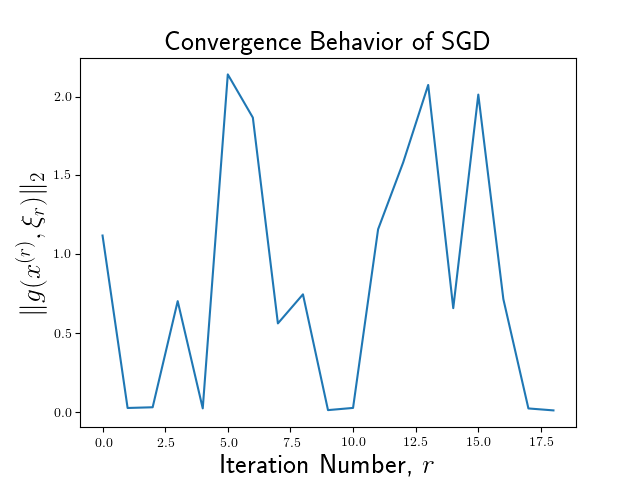 Convergence Behavior of SGD
||g(x^{(r)}, ξ_r)||_2
2.0
1.5
1.0
0.5
0.0
0.0 2.5 5.0 7.5 10.0 12.5 15.0 17.5
Iteration Number, r